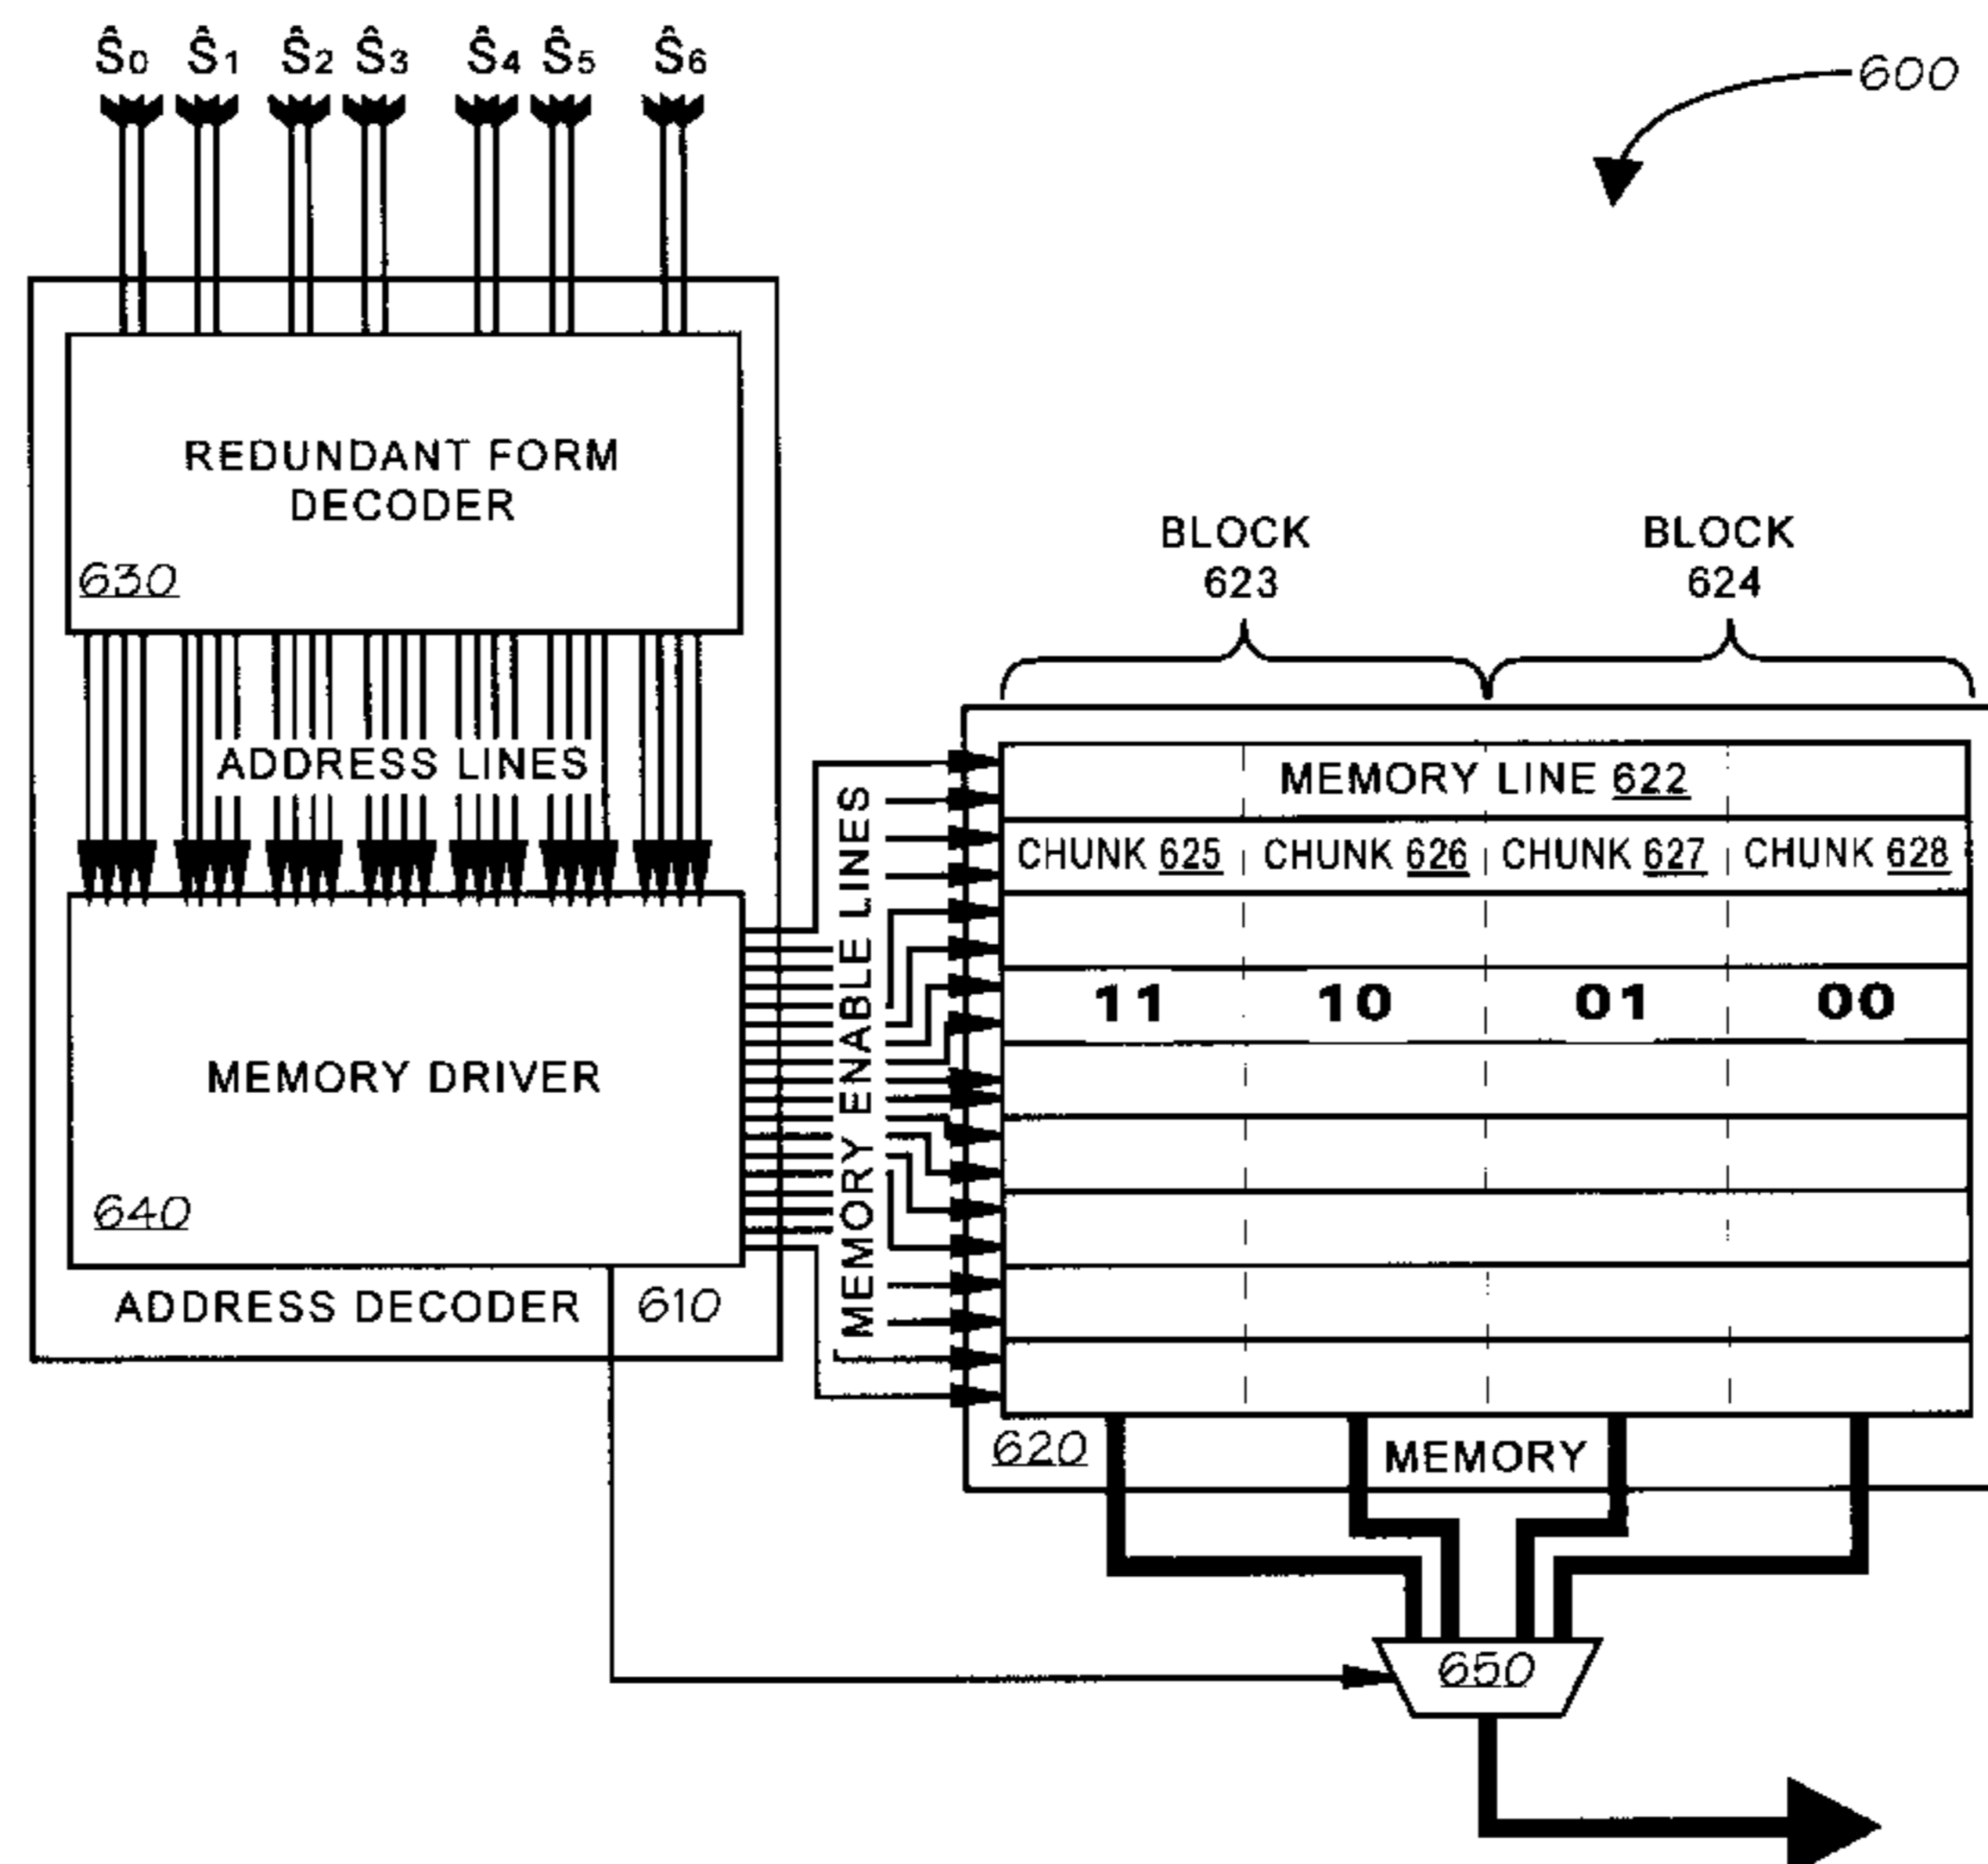 Ŝ0 Ŝ1 Ŝ2 Ŝ3 Ŝ4 Ŝ5 Ŝ6
600
REDUNDANT FORM
DECODER
630
ADDRESS LINES
MEMORY DRIVER
640
ADDRESS DECODER 610
MEMORY ENABLE LINES
BLOCK
623
BLOCK
624
MEMORY LINE 622
CHUNK 625 CHUNK 626 CHUNK 627 CHUNK 628
11 10 01 00
620 MEMORY
650